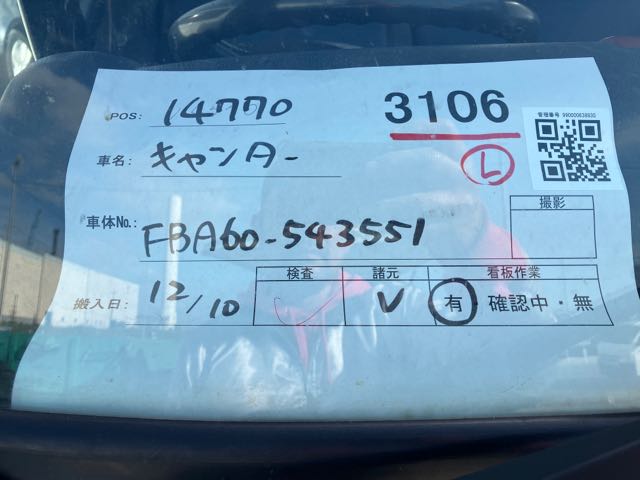 POS: 14770
3106
管理番号 990000638930
車名: キャンター
L
車体No.: FBA60-543551
撮影
搬入日: 12/10
検査
諸元
看板作業
V
有 確認中・無